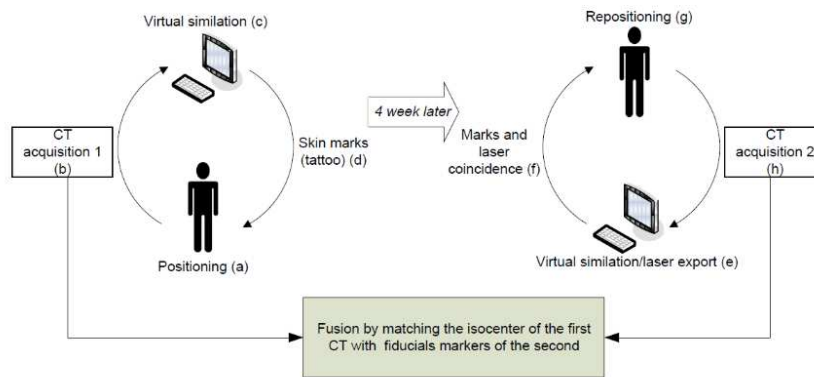 Virtual similation (c)
CT
acquisition 1
(b)
Skin marks
(tattoo) (d)
Positioning (a)
4 week later
Repositioning (g)
Marks and
laser
coincidence (f)
CT
acquisition 2
(h)
Virtual similation/laser export (e)
Fusion by matching the isocenter of the first
CT with fiducials markers of the second